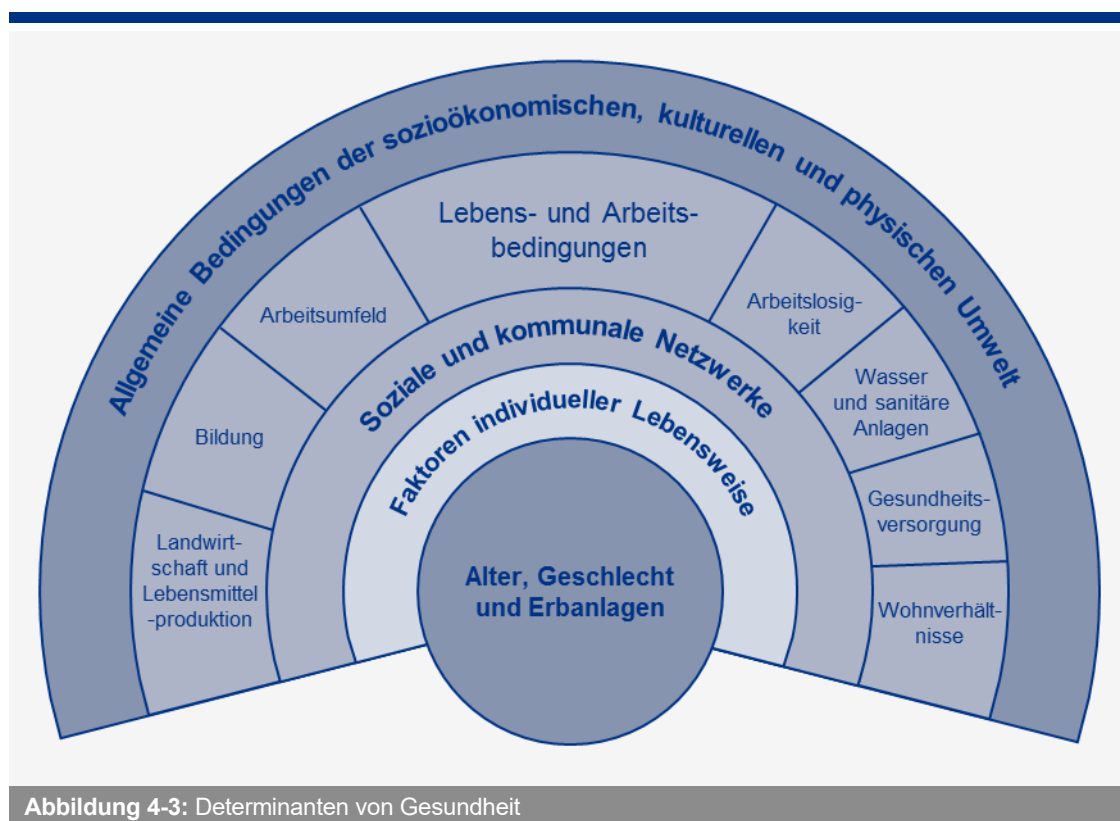 Allgemeine Bedingungen der sozioökonomischen, kulturellen und physischen Umwelt
Lebens- und Arbeits-
bedingungen
Arbeitsumfeld
Bildung
Landwirt-
schaft und
Lebensmittel
-produktion
Arbeitslosig-
keit
Wasser
und sanitäre
Anlagen
Gesundheits-
versorgung
Wohnverhält-
nisse
Soziale und kommunale Netzwerke
Faktoren individueller Lebensweise
Alter, Geschlecht
und Erbanlagen
Abbildung 4-3: Determinanten von Gesundheit